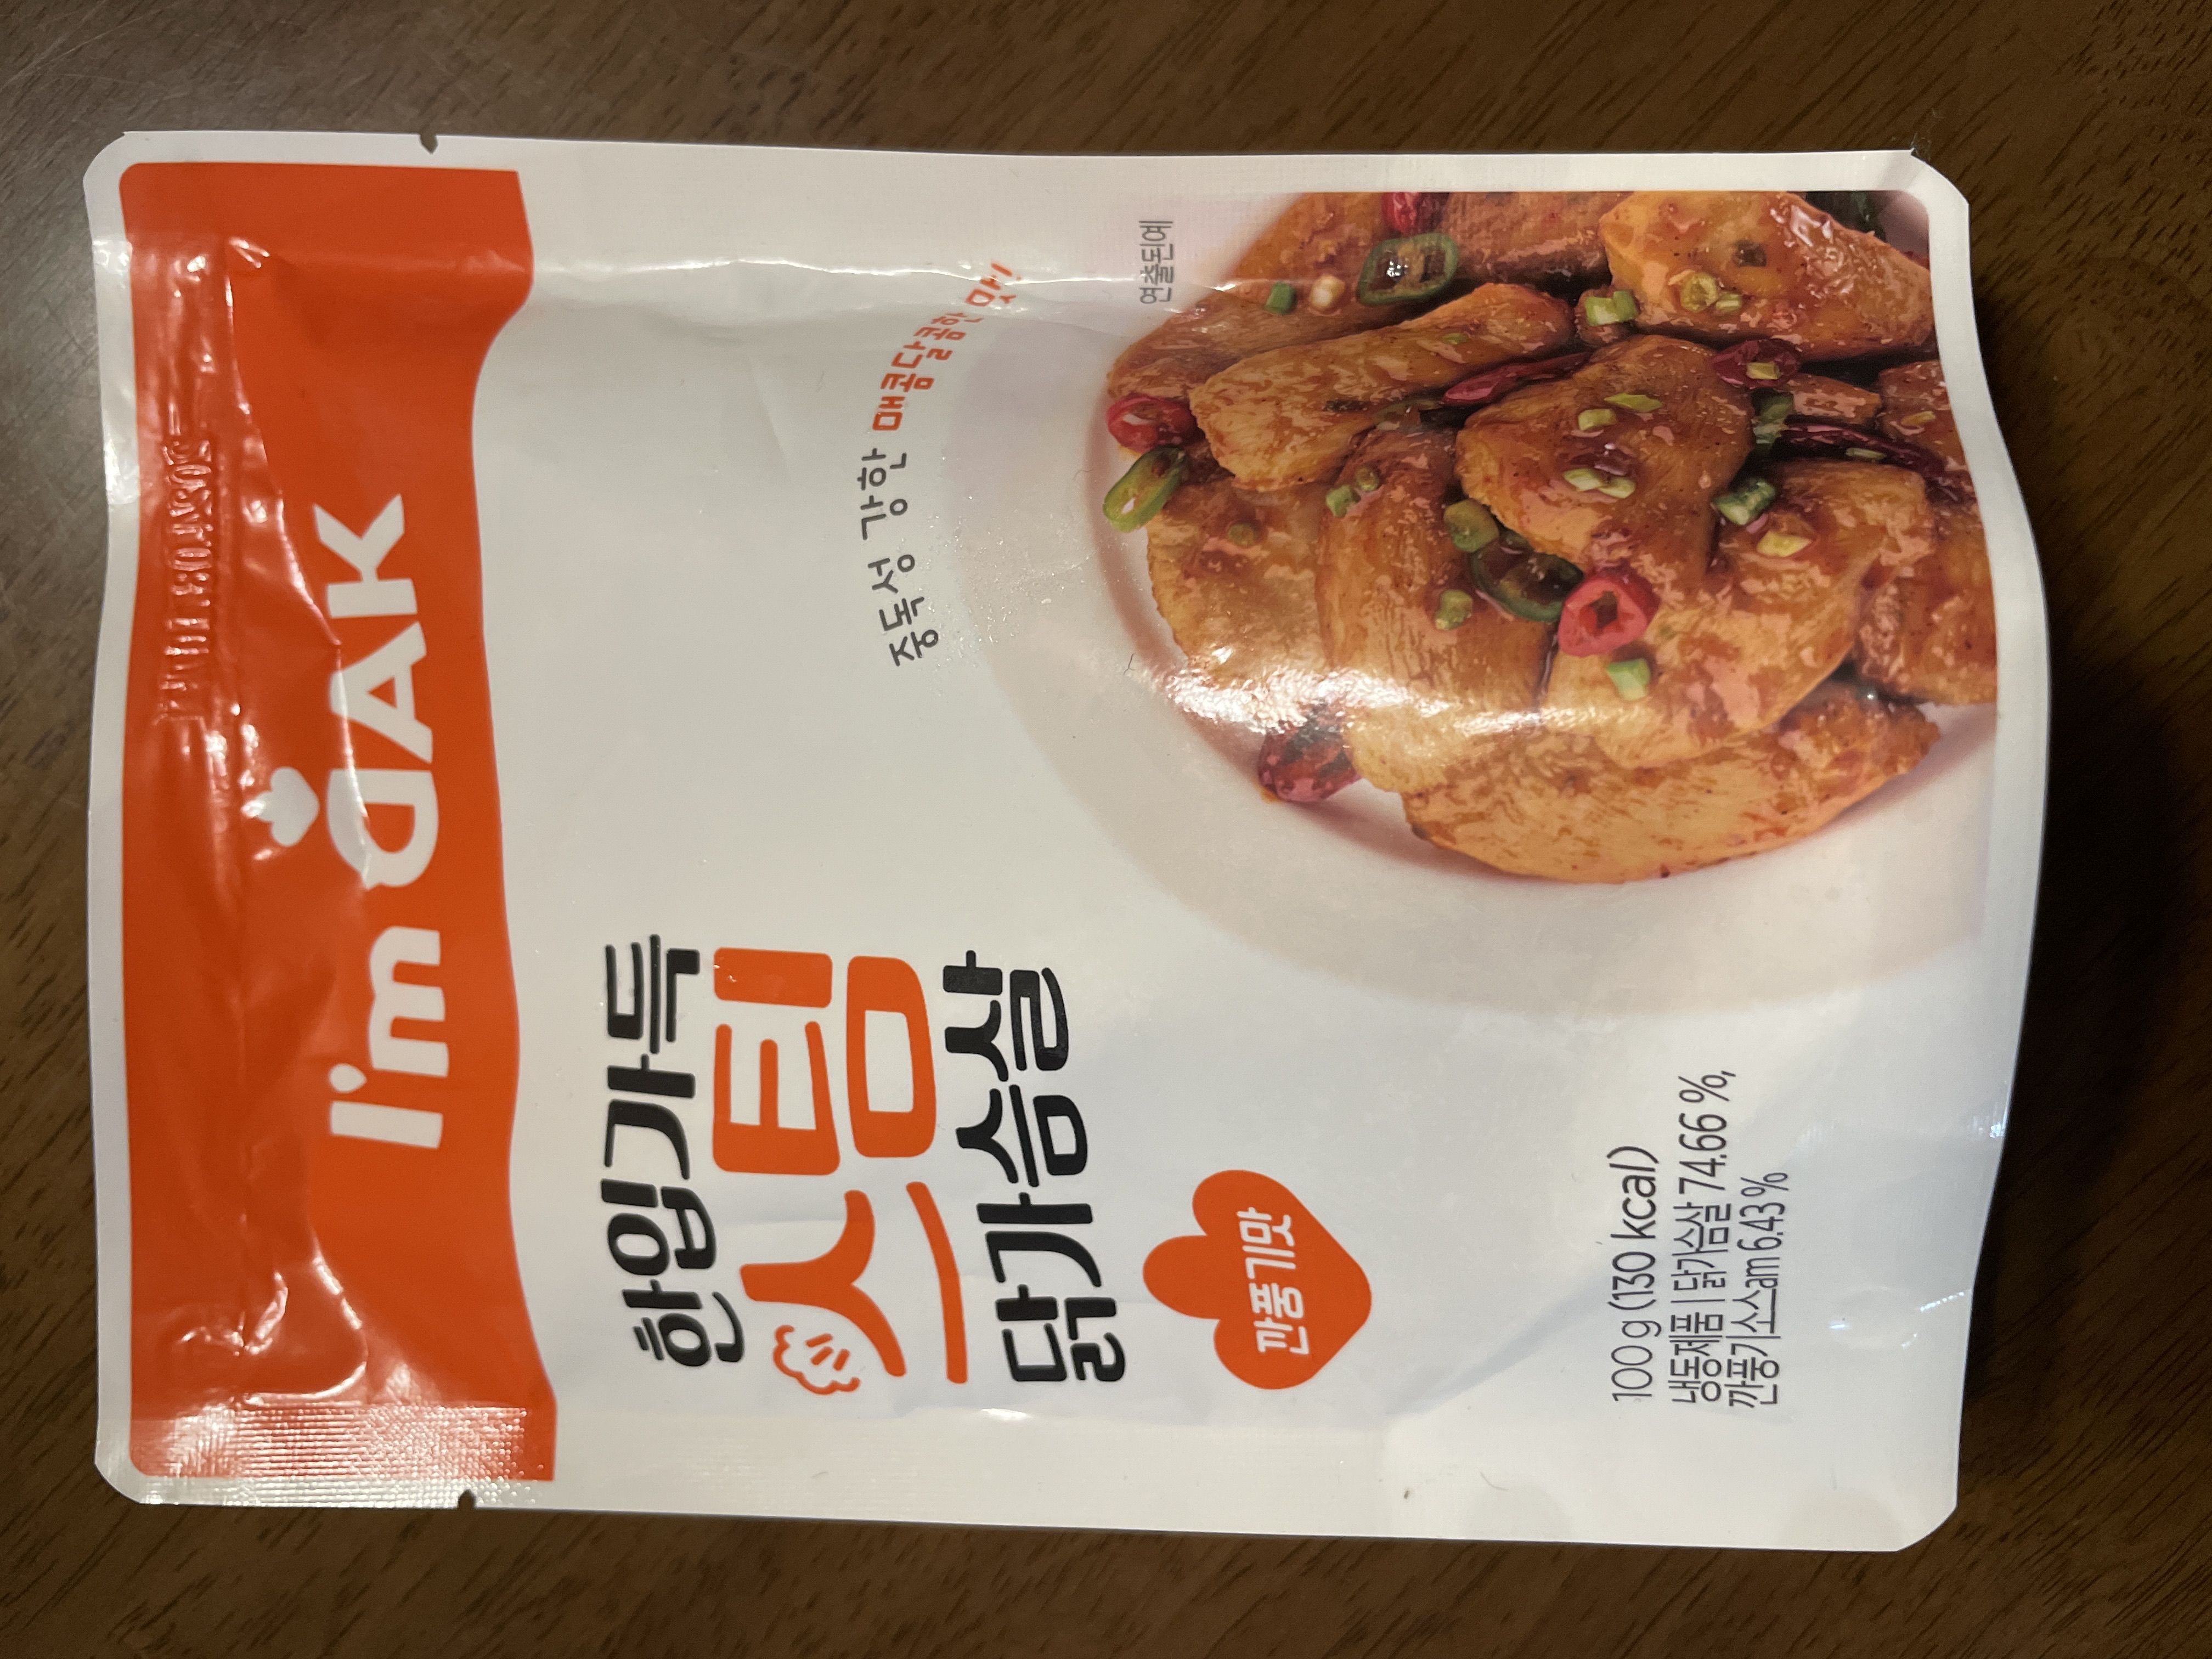 I'm DAK
한입가득
스팀
닭가슴살
깐풍기맛
중독성 강한 매콤달콤한 맛!
연출된예
100 g (130 kcal)
냉동제품 | 닭가슴살 74.66 %,
깐풍기소스am 6.43 %